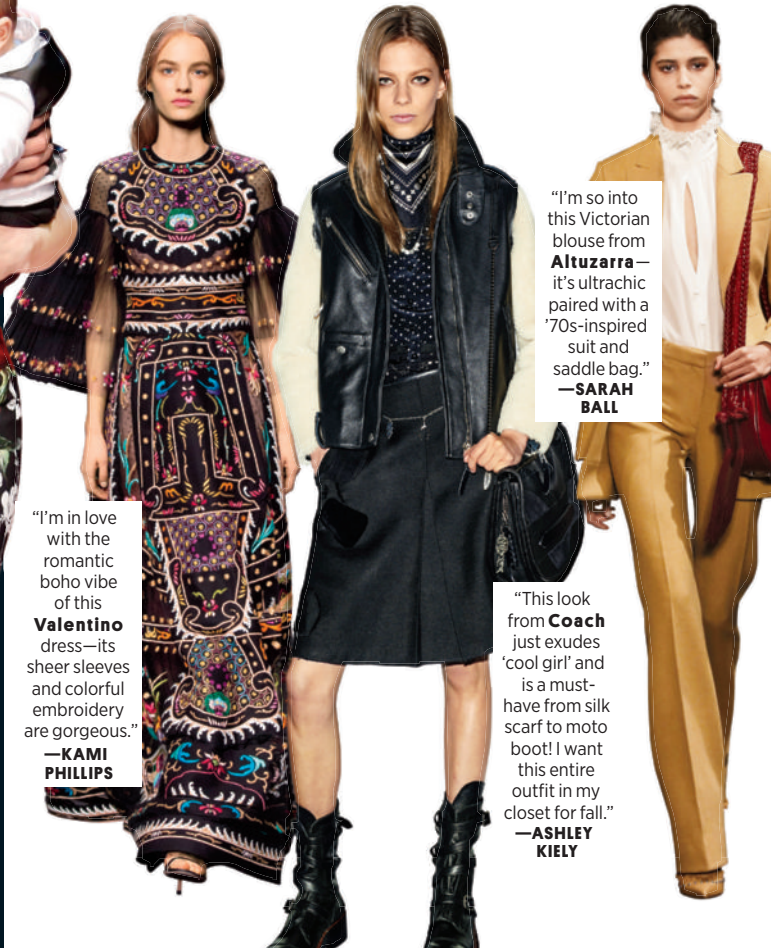 “I’m in love
with the
romantic
boho vibe
of this
Valentino
dress—its
sheer sleeves
and colorful
embroidery
are gorgeous.”
—KAMI
PHILLIPS
“This look
from Coach
just exudes
‘cool girl’ and
is a must-
have from silk
scarf to moto
boot! I want
this entire
outfit in my
closet for fall.”
—ASHLEY
KIELY
“I’m so into
this Victorian
blouse from
Altuzarra—
it’s ultrachic
paired with a
’70s-inspired
suit and
saddle bag.”
—SARAH
BALL